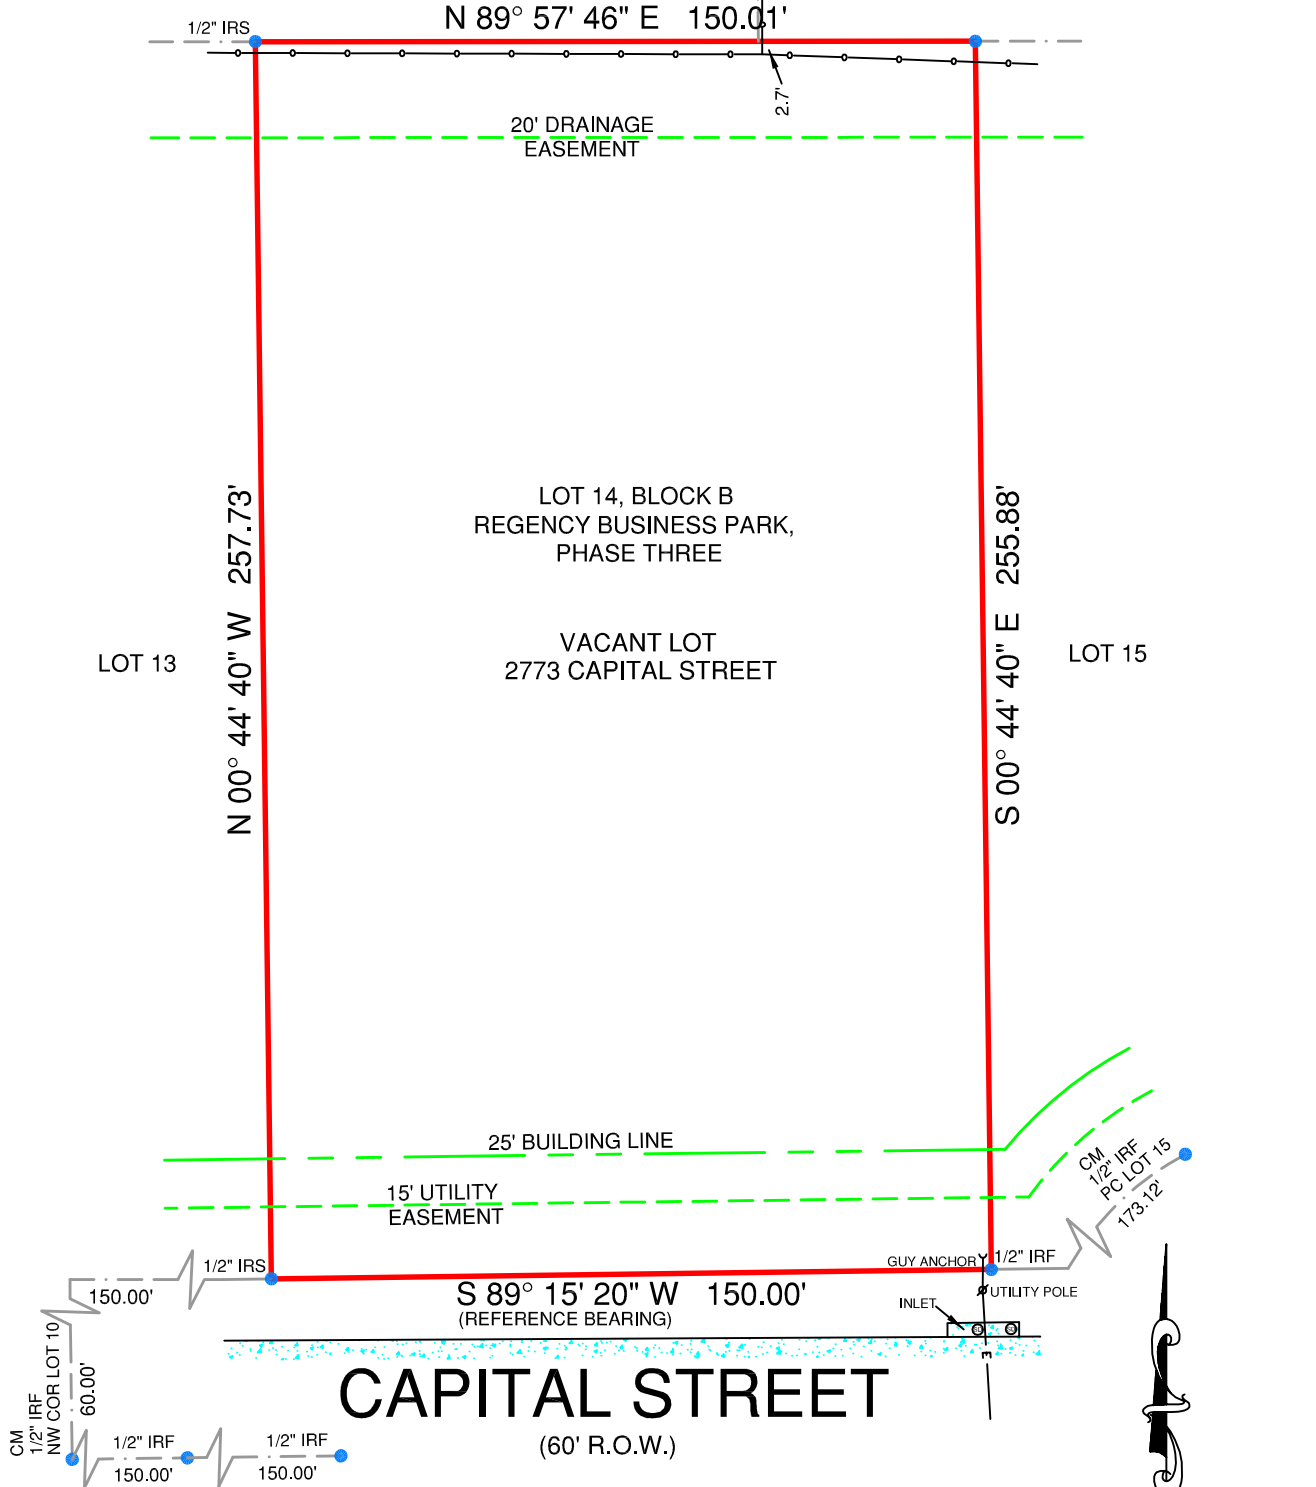 N 89° 57' 46" E 150.01'
1/2" IRS
2.7'
20' DRAINAGE
EASEMENT
LOT 14, BLOCK B
REGENCY BUSINESS PARK,
PHASE THREE
VACANT LOT
2773 CAPITAL STREET
N 00° 44' 40" W 257.73'
S 00° 44' 40" E 255.88'
LOT 13
LOT 15
25' BUILDING LINE
15' UTILITY
EASEMENT
CM
1/2" IRF
PC LOT 15
173.12'
1/2" IRS
GUY ANCHOR
1/2" IRF
150.00'
S 89° 15' 20" W 150.00'
(REFERENCE BEARING)
UTILITY POLE
INLET
SD
SD
E
CAPITAL STREET
(60' R.O.W.)
CM
1/2" IRF
NW COR LOT 10
60.00'
1/2" IRF
150.00'
1/2" IRF
150.00'